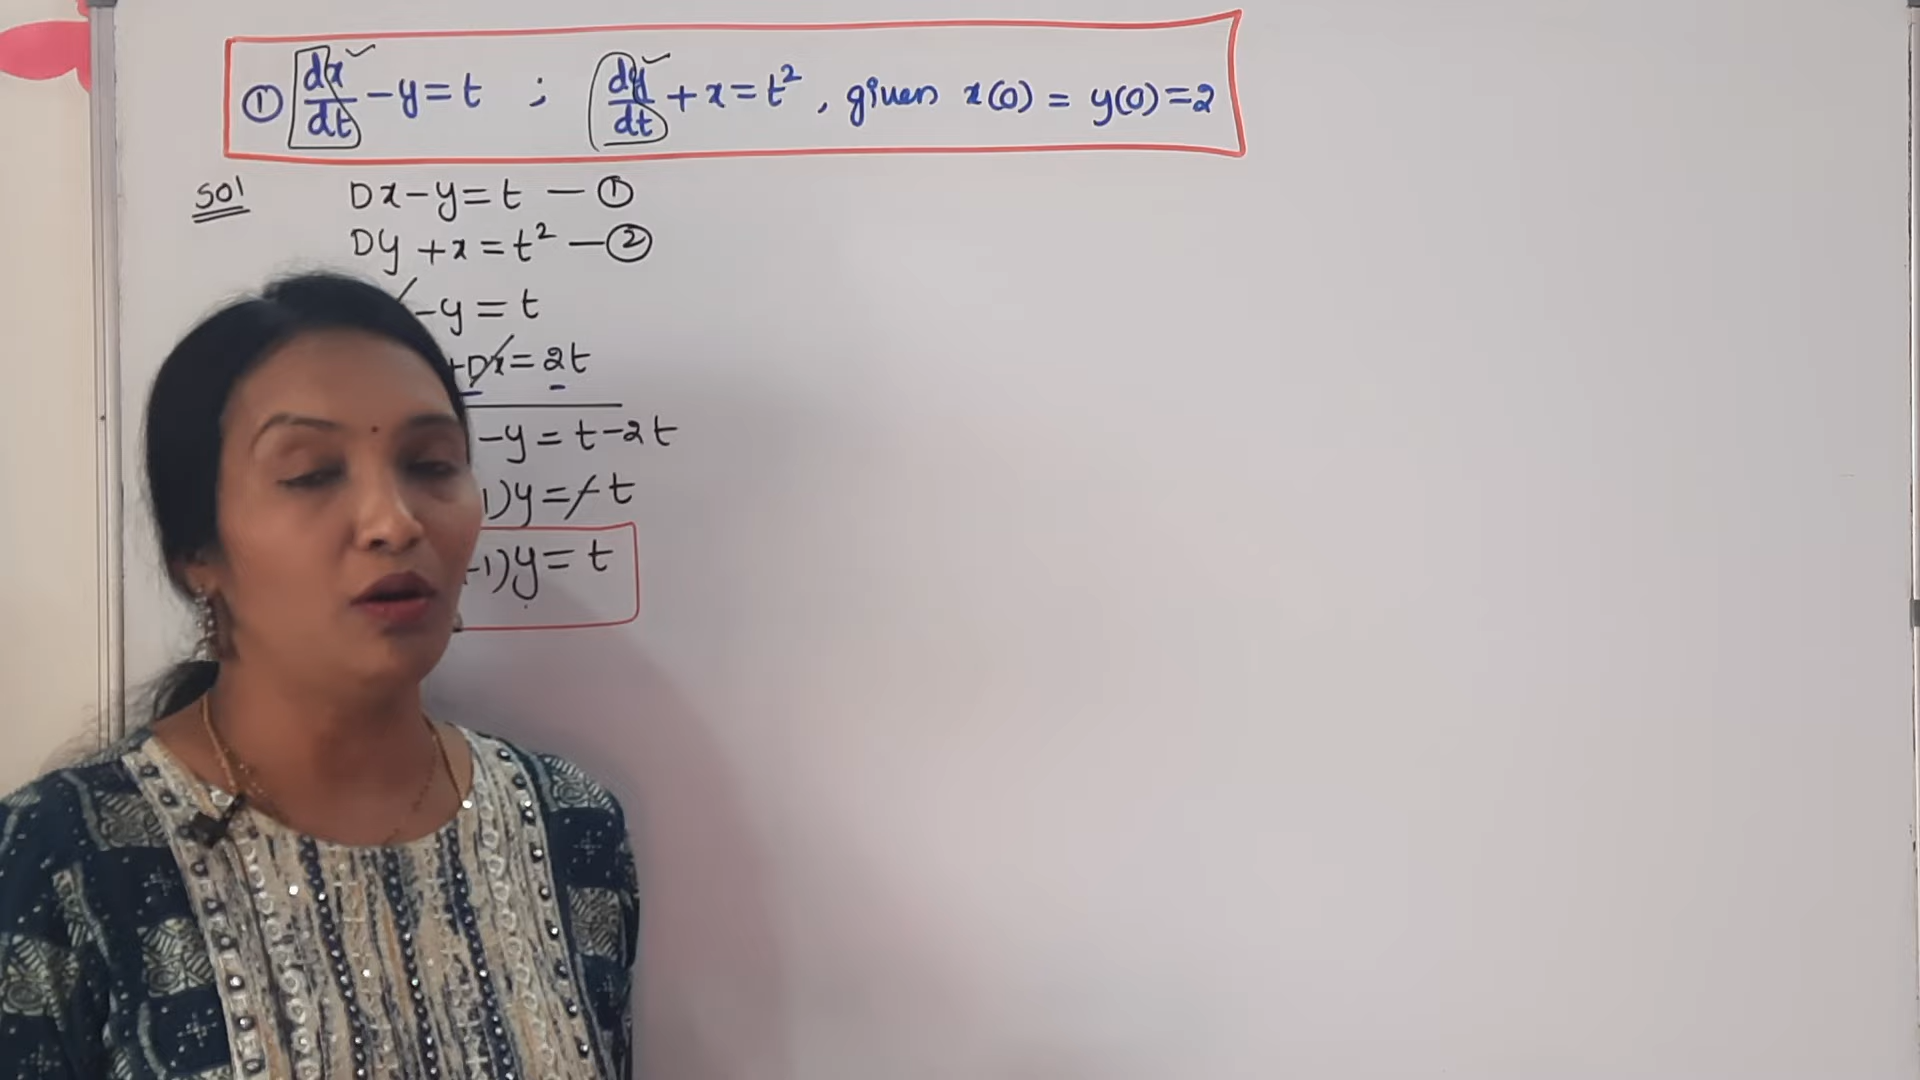 ① dx/dt - y = t ; dy/dt + x = t², given x(0) = y(0) = 2
Sol
Dx - y = t — ①
Dy + x = t² — ②
- y = t
+ Dx = 2t
- y = t - 2t
1)y = - t
+1)y = t